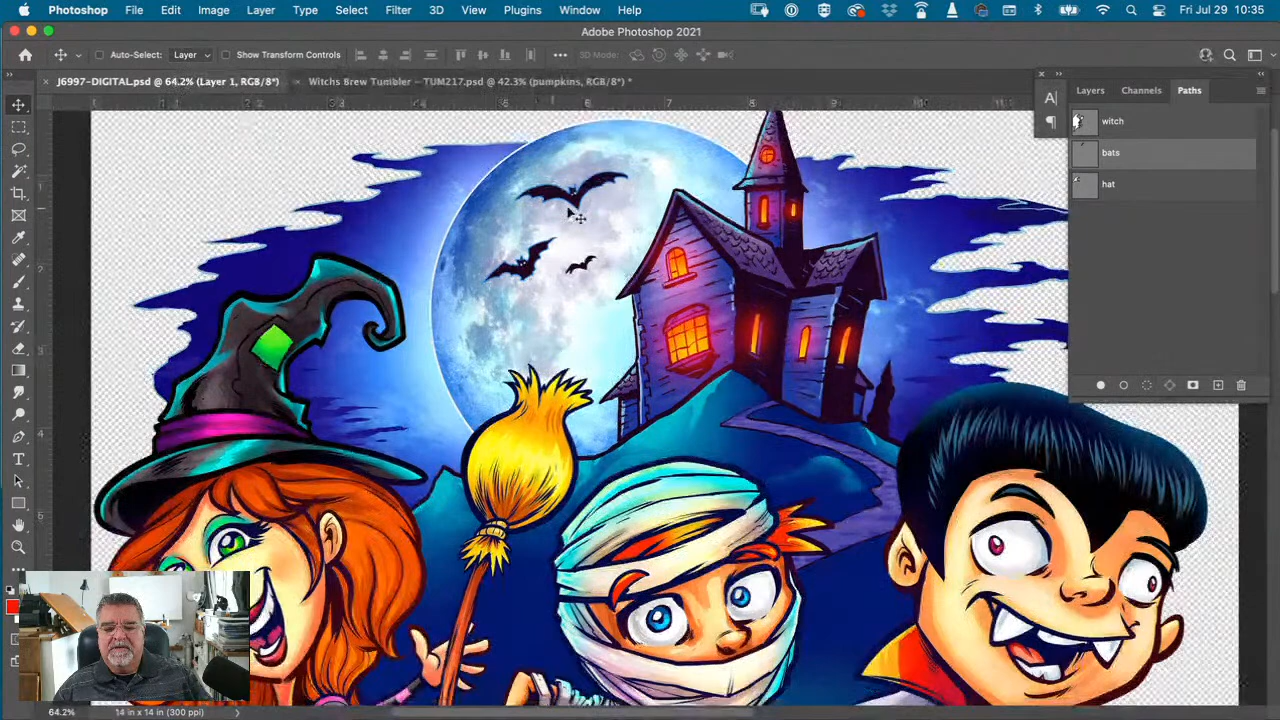 Photoshop File Edit Image Layer Type Select Filter 3D View Plugins Window Help Fri Jul 29 10:35
Adobe Photoshop 2021
Auto-Select: Layer Show Transform Controls ••• 3D Mode:
J6997-DIGITAL.psd @ 64.2% (Layer 1, RGB/8*) Witchs Brew Tumbler - TUM217.psd @ 42.3% (pumpkins, RGB/8*) *
Layers Channels Paths
witch
bats
hat
64.2% 14 in x 14 in (300 ppi)